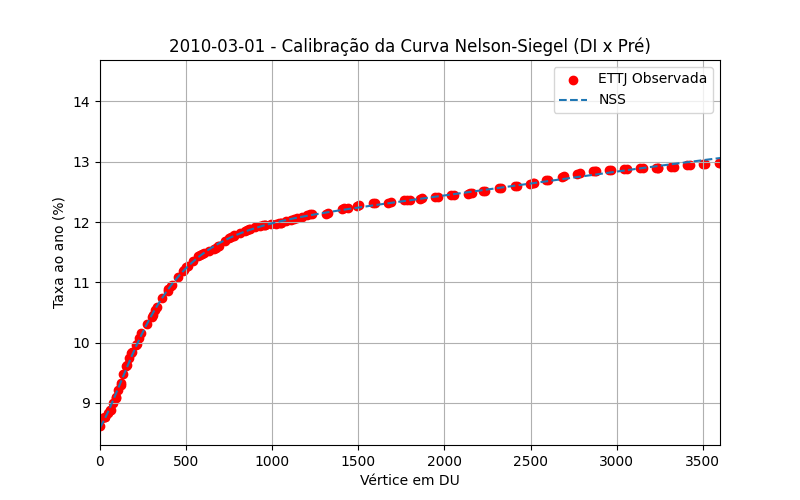 2010-03-01 - Calibração da Curva Nelson-Siegel (DI x Pré)
ETTJ Observada
NSS
Taxa ao ano (%)
14
13
12
11
10
9
0 500 1000 1500 2000 2500 3000 3500
Vértice em DU